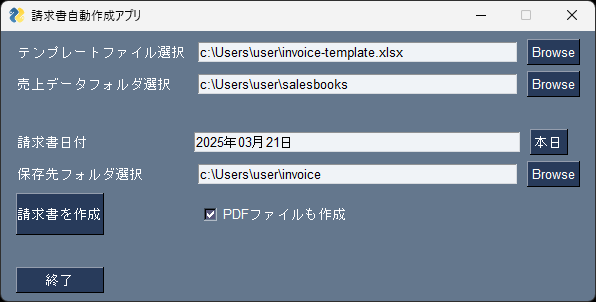 請求書自動作成アプリ
テンプレートファイル選択 c:\Users\user\invoice-template.xlsx Browse
売上データフォルダ選択 c:\Users\user\salesbooks Browse
請求書日付 2025年03月21日 本日
保存先フォルダ選択 c:\Users\user\invoice Browse
請求書を作成 PDFファイルも作成
終了